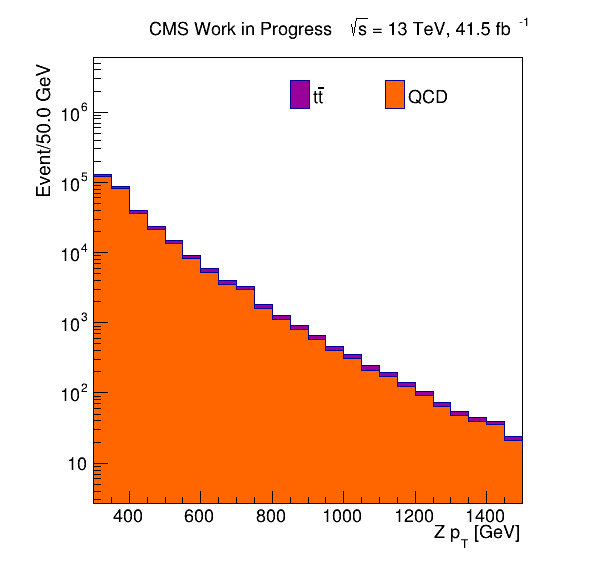 CMS Work in Progress √s = 13 TeV, 41.5 fb⁻¹
Event/50.0 GeV
tt̄ QCD
10⁶
10⁵
10⁴
10³
10²
10
400 600 800 1000 1200 1400
Z p_T [GeV]